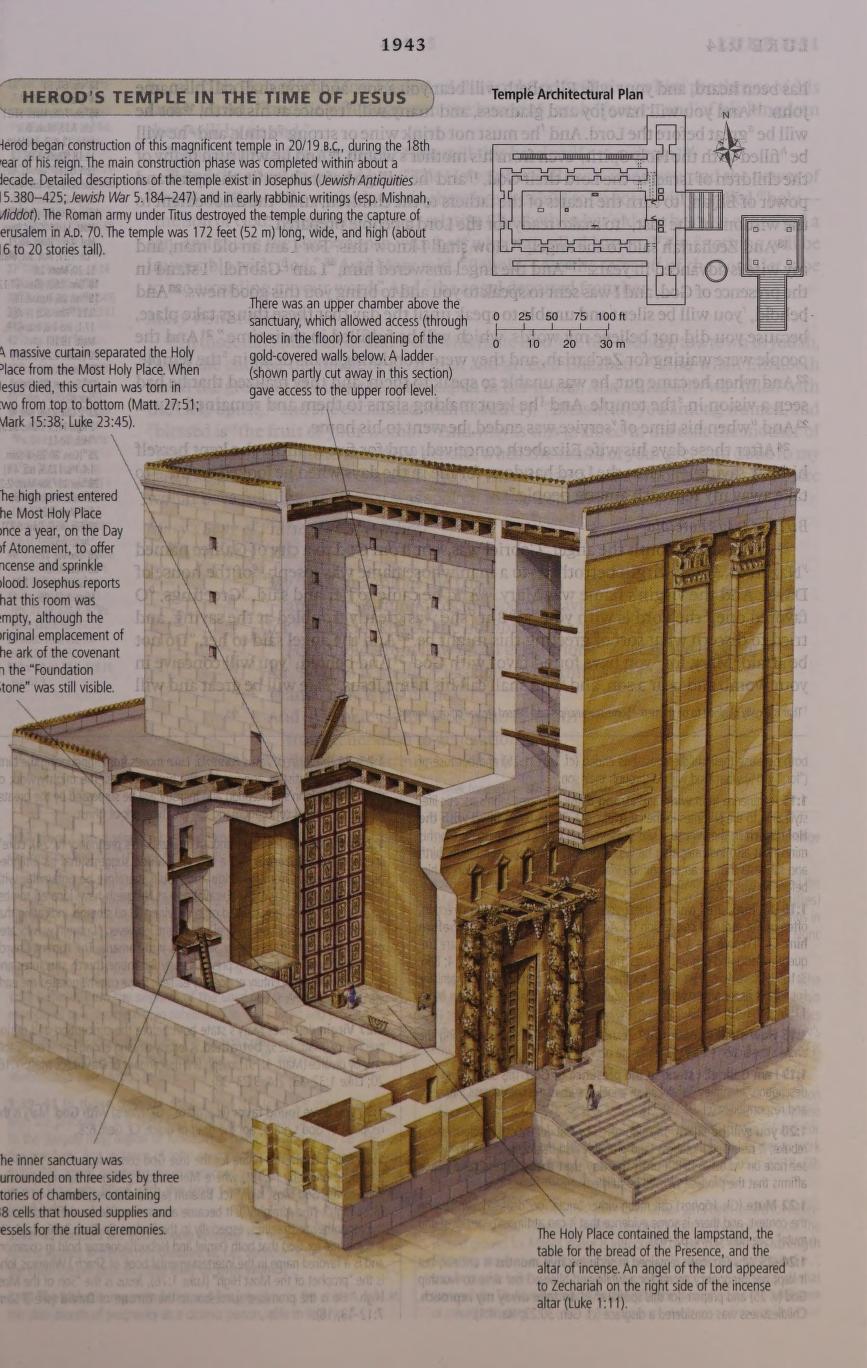 1943
HEROD'S TEMPLE IN THE TIME OF JESUS
Herod began construction of this magnificent temple in 20/19 B.C., during the 18th
year of his reign. The main construction phase was completed within about a
decade. Detailed descriptions of the temple exist in Josephus (Jewish Antiquities
15.380–425; Jewish War 5.184–247) and in early rabbinic writings (esp. Mishnah,
Middot). The Roman army under Titus destroyed the temple during the capture of
Jerusalem in A.D. 70. The temple was 172 feet (52 m) long, wide, and high (about
16 to 20 stories tall).
Temple Architectural Plan
N
0 25 50 75 100 ft
0 10 20 30 m
There was an upper chamber above the
sanctuary, which allowed access (through
holes in the floor) for cleaning of the
gold-covered walls below. A ladder
(shown partly cut away in this section)
gave access to the upper roof level.
A massive curtain separated the Holy
Place from the Most Holy Place. When
Jesus died, this curtain was torn in
two from top to bottom (Matt. 27:51;
Mark 15:38; Luke 23:45).
The high priest entered
the Most Holy Place
once a year, on the Day
of Atonement, to offer
incense and sprinkle
blood. Josephus reports
that this room was
empty, although the
original emplacement of
the ark of the covenant
in the “Foundation
Stone” was still visible.
The inner sanctuary was
surrounded on three sides by three
stories of chambers, containing
38 cells that housed supplies and
vessels for the ritual ceremonies.
The Holy Place contained the lampstand, the
table for the bread of the Presence, and the
altar of incense. An angel of the Lord appeared
to Zechariah on the right side of the incense
altar (Luke 1:11).